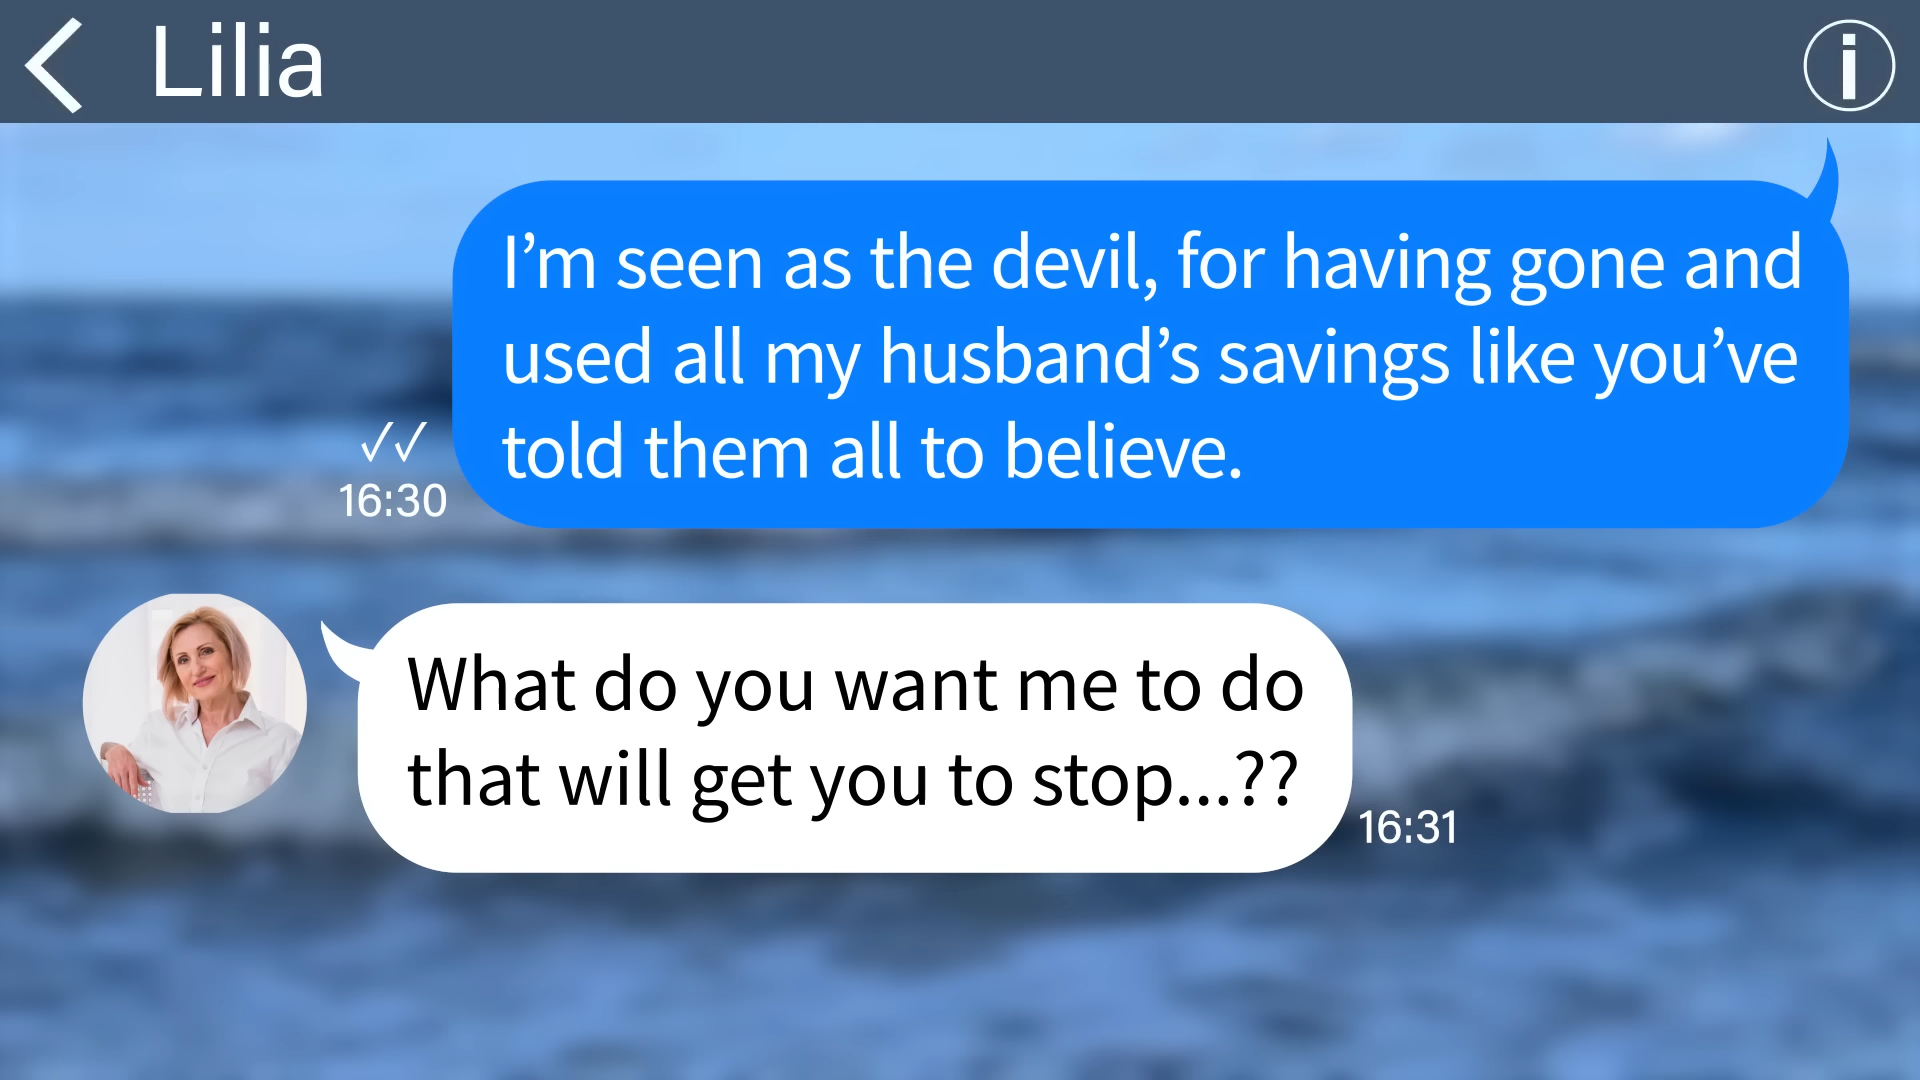 Lilia
I’m seen as the devil, for having gone and
used all my husband’s savings like you’ve
told them all to believe.
✓✓
16:30
What do you want me to do
that will get you to stop...??
16:31